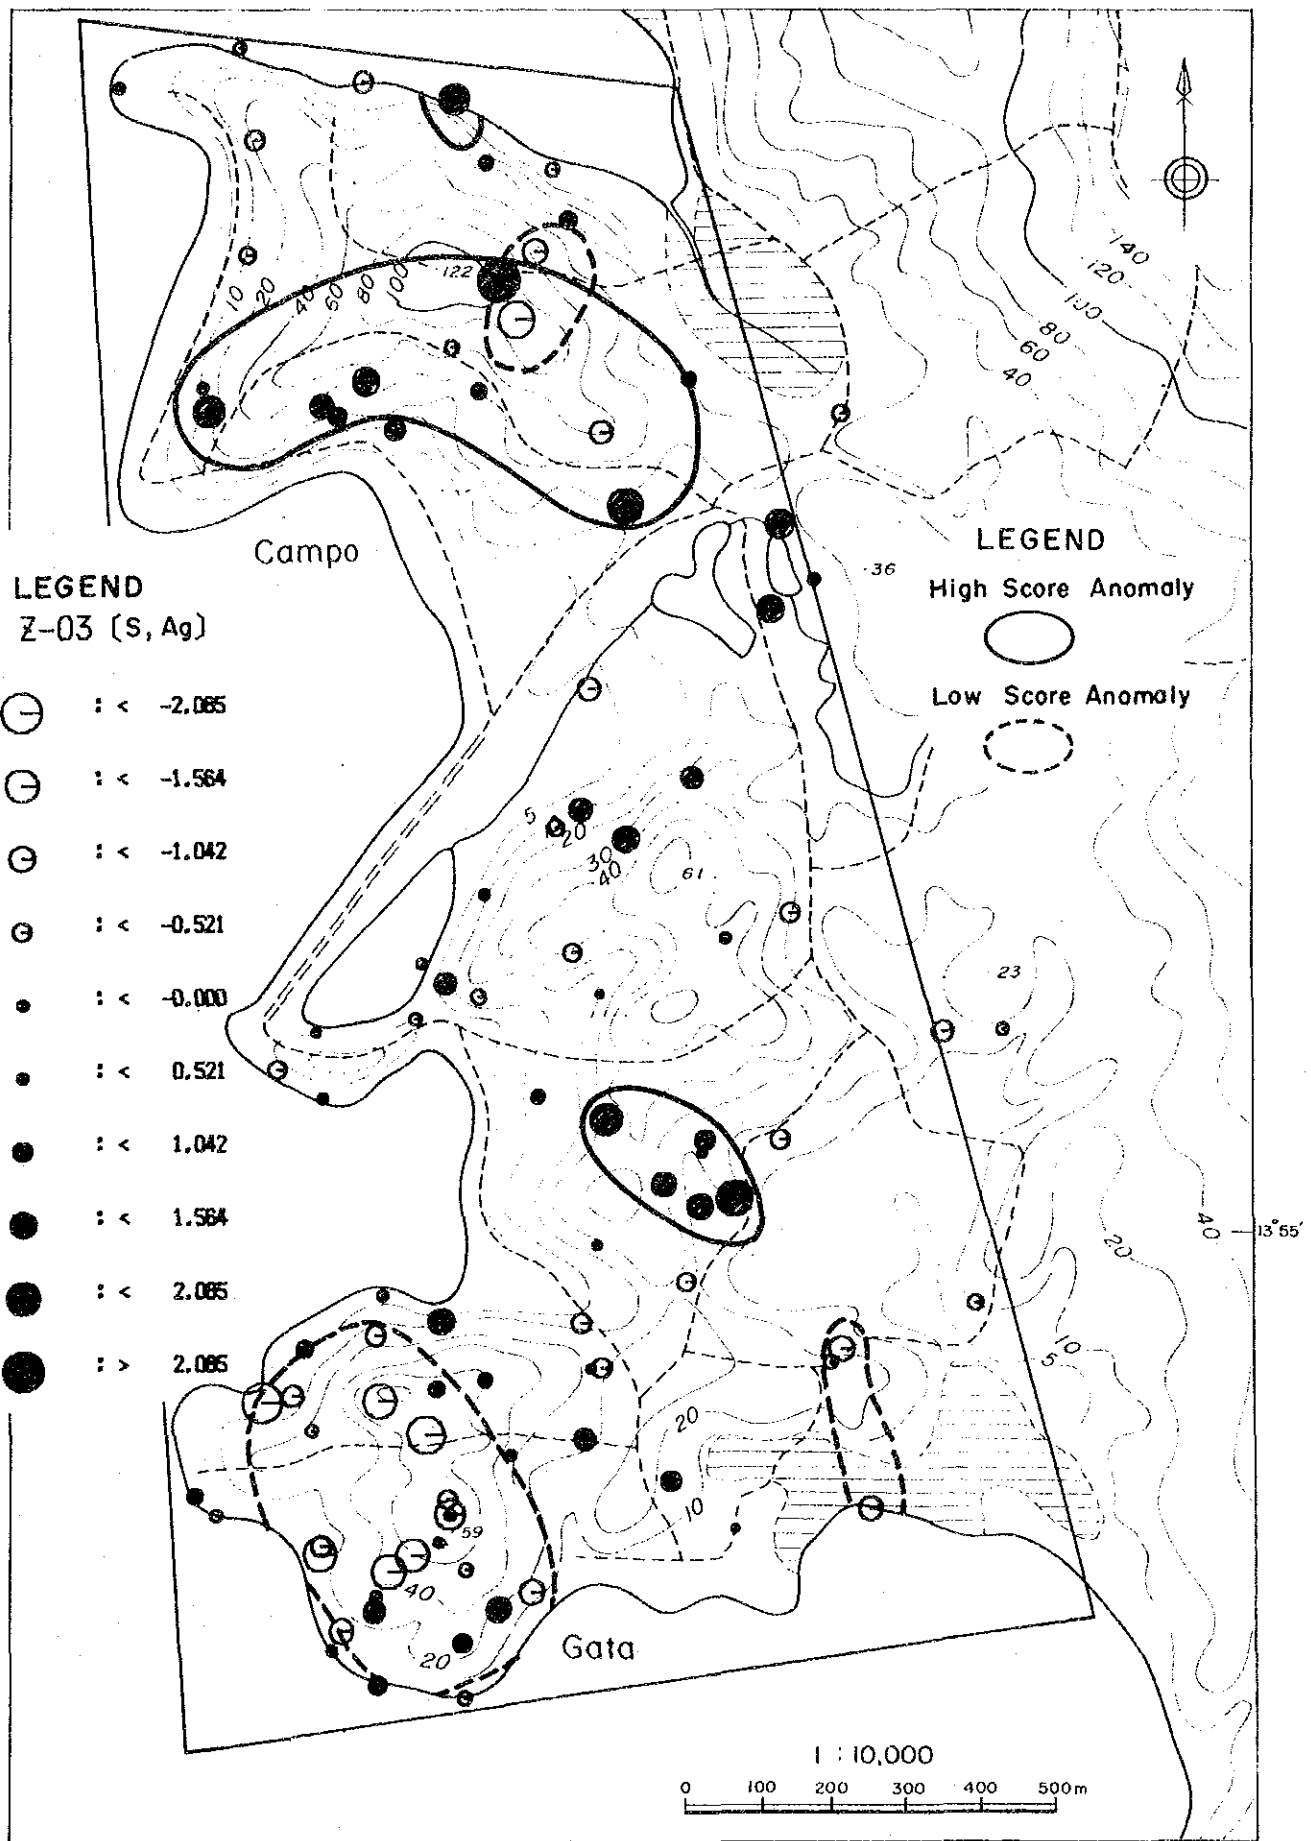 122
10 20 40 60 80 100
140
120
100
80
60
40
Campo
36
LEGEND
Z-03 (S, Ag)
: < -2.085
: < -1.564
: < -1.042
: < -0.521
: < -0.000
: < 0.521
: < 1.042
: < 1.564
: < 2.085
: > 2.085
LEGEND
High Score Anomaly
Low Score Anomaly
5
20
30
40
61
23
40
13°55'
20
10
5
20
10
59
40
20
Gata
1 : 10,000
0 100 200 300 400 500m